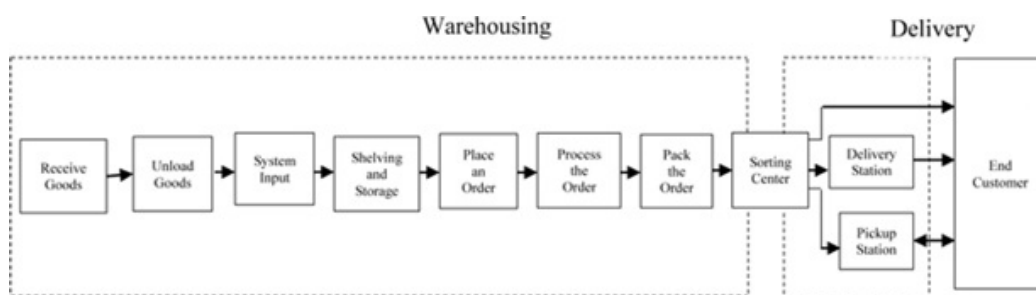 Warehousing
Delivery
Receive
Goods
Unload
Goods
System
Input
Shelving
and
Storage
Place
an
Order
Process
the
Order
Pack
the
Order
Sorting
Center
Delivery
Station
Pickup
Station
End
Customer